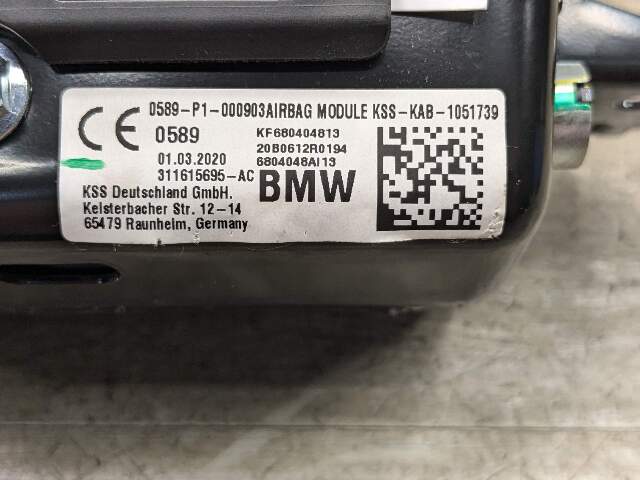 0589-P1-000903AIRBAG MODULE KSS-KAB-1051739
CE 0589
KF680404813
01.03.2020
20B0612R0194
311615695-AC
6804048AI13
KSS Deutschland GmbH.
BMW
Kelsterbacher Str. 12-14
65479 Raunheim, Germany